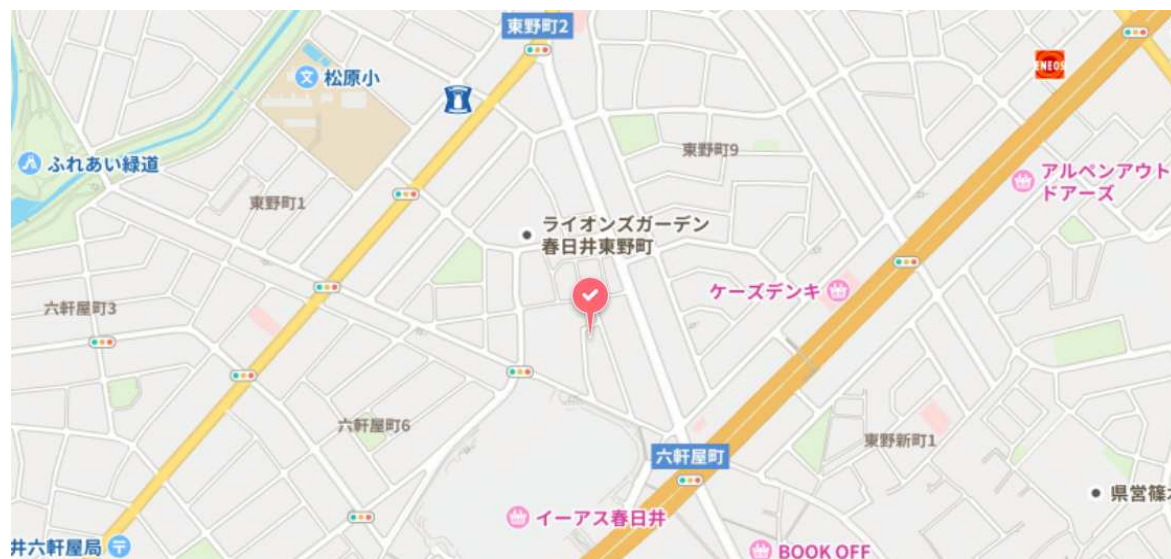 東野町2
文
松原小
ENEOS
東野町9
ふれあい緑道
アルペンアウト
ドアーズ
東野町1
ライオンズガーデン
春日井東野町
ケーズデンキ
六軒屋町3
六軒屋町6
東野新町1
六軒屋町
県営篠木
イーアス春日井
井六軒屋局
〒
BOOK OFF